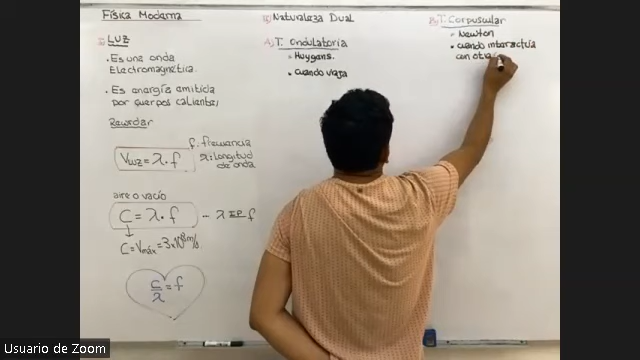 Física Moderna
I) LUZ
• Es una onda
Electromagnética.
• Es energía emitida
por cuerpos calientes
Recordar
f: frecuencia
λ: longitud
de onda
V_LUZ = λ . f
aire o vacío
C = λ . f
λ IP f
C = Vmáx = 3x10⁸ m/s
c/λ = f
II) Naturaleza Dual
A) T. Ondulatoria
• Huygens.
• cuando viaja
B) T. Corpuscular
• Newton
• cuando interactúa
con otra
Usuario de Zoom